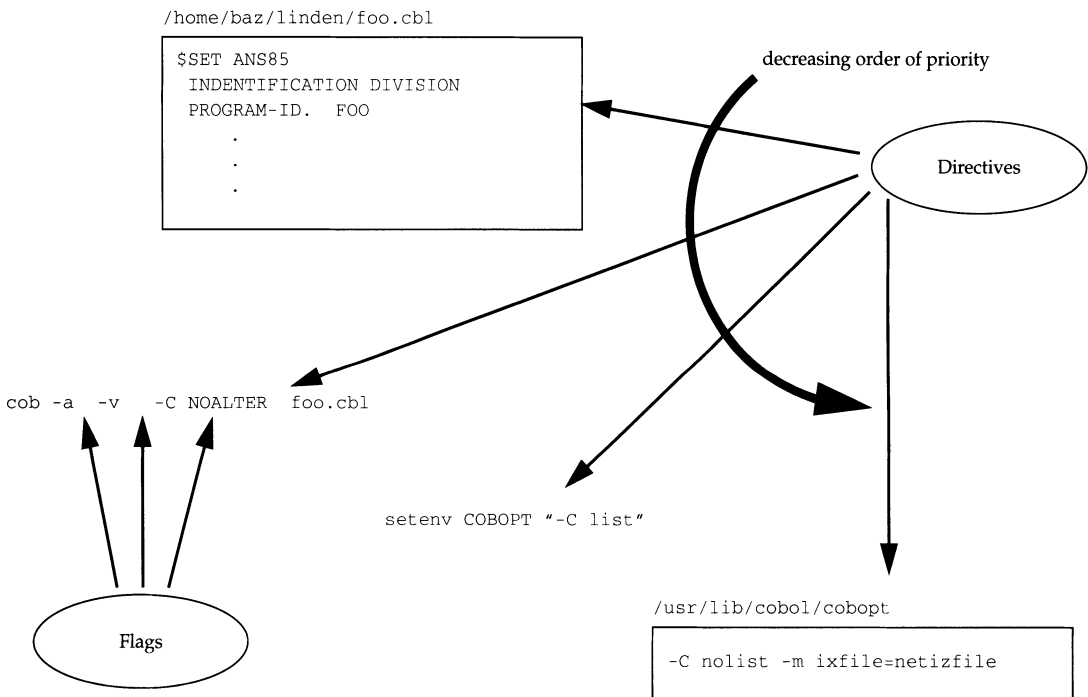 /home/baz/linden/foo.cbl
$SET ANS85
INDENTIFICATION DIVISION
PROGRAM-ID. FOO
.
.
.
decreasing order of priority
Directives
cob -a -v -C NOALTER foo.cbl
setenv COBOPT "-C list"
Flags
/usr/lib/cobol/cobopt
-C nolist -m ixfile=netizfile